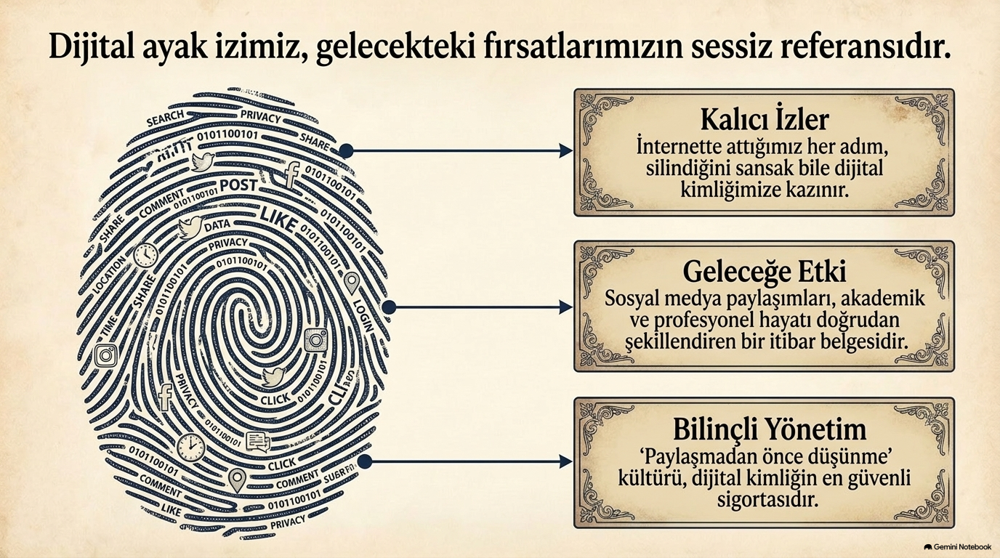 Dijital ayak izimiz, gelecekteki fırsatlarımızın sessiz referansıdır.
SEARCH
PRIVACY
0101100101
SHARE
0101100101
COMMENT
0101100101
POST
SHARE
DATA
LIKE
0101100101
0101100101
PRIVACY
0101100101
LOCATION
SHARE
0101100101
TIME
LOGIN
PRIVACY
CLICK
0101100101
0101100101
0101100101
CLICK
COMMENT
COMMENT
LIKE
0101100101
PRIVACY
Kalıcı İzler
İnternette attığımız her adım,
silindiğini sansak bile dijital
kimliğimize kazınır.
Geleceğe Etki
Sosyal medya paylaşımları, akademik
ve profesyonel hayatı doğrudan
şekillendiren bir itibar belgesidir.
Bilinçli Yönetim
‘Paylaşmadan önce düşünme’
kültürü, dijital kimliğin en güvenli
sigortasıdır.
Gemini Notebook